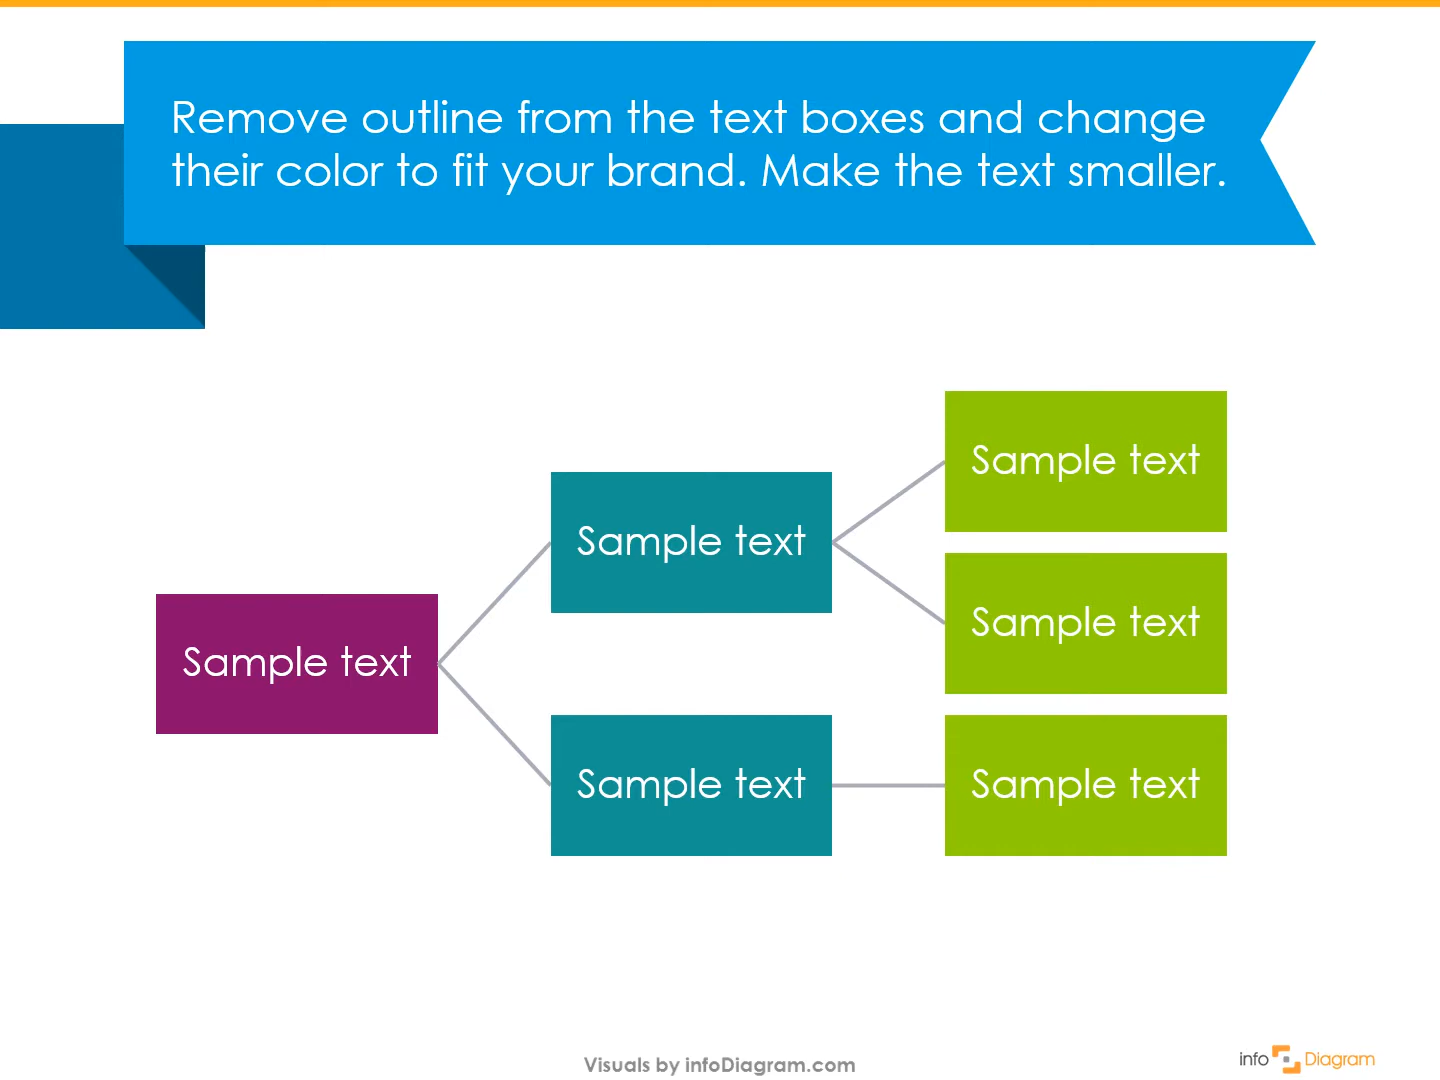 Remove outline from the text boxes and change
their color to fit your brand. Make the text smaller.
Sample text
Sample text
Sample text
Sample text
Sample text
Sample text
Visuals by infoDiagram.com
info Diagram